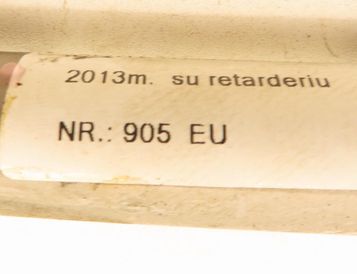 2013m. su retarderiu
NR.: 905 EU